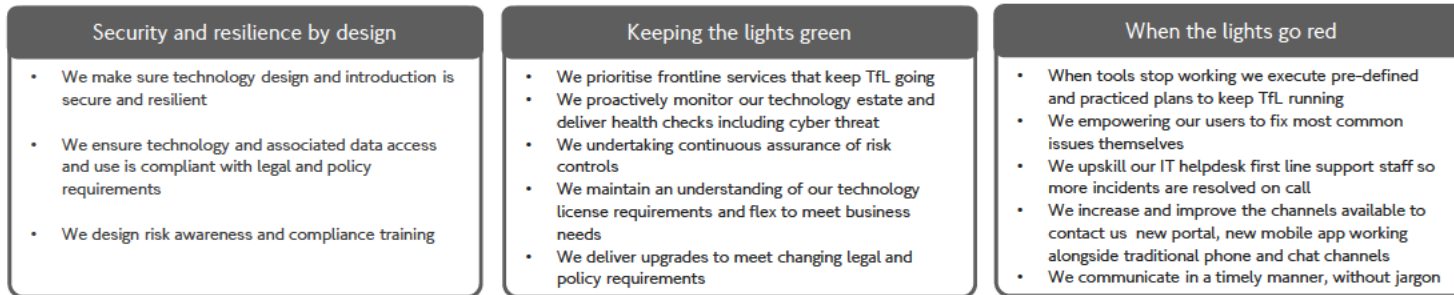 Security and resilience by design
• We make sure technology design and introduction is
secure and resilient
• We ensure technology and associated data access
and use is compliant with legal and policy
requirements
• We design risk awareness and compliance training
Keeping the lights green
• We prioritise frontline services that keep TfL going
• We proactively monitor our technology estate and
deliver health checks including cyber threat
• We undertaking continuous assurance of risk
controls
• We maintain an understanding of our technology
license requirements and flex to meet business
needs
• We deliver upgrades to meet changing legal and
policy requirements
When the lights go red
• When tools stop working we execute pre-defined
and practiced plans to keep TfL running
• We empowering our users to fix most common
issues themselves
• We upskill our IT helpdesk first line support staff so
more incidents are resolved on call
• We increase and improve the channels available to
contact us new portal, new mobile app working
alongside traditional phone and chat channels
• We communicate in a timely manner, without jargon